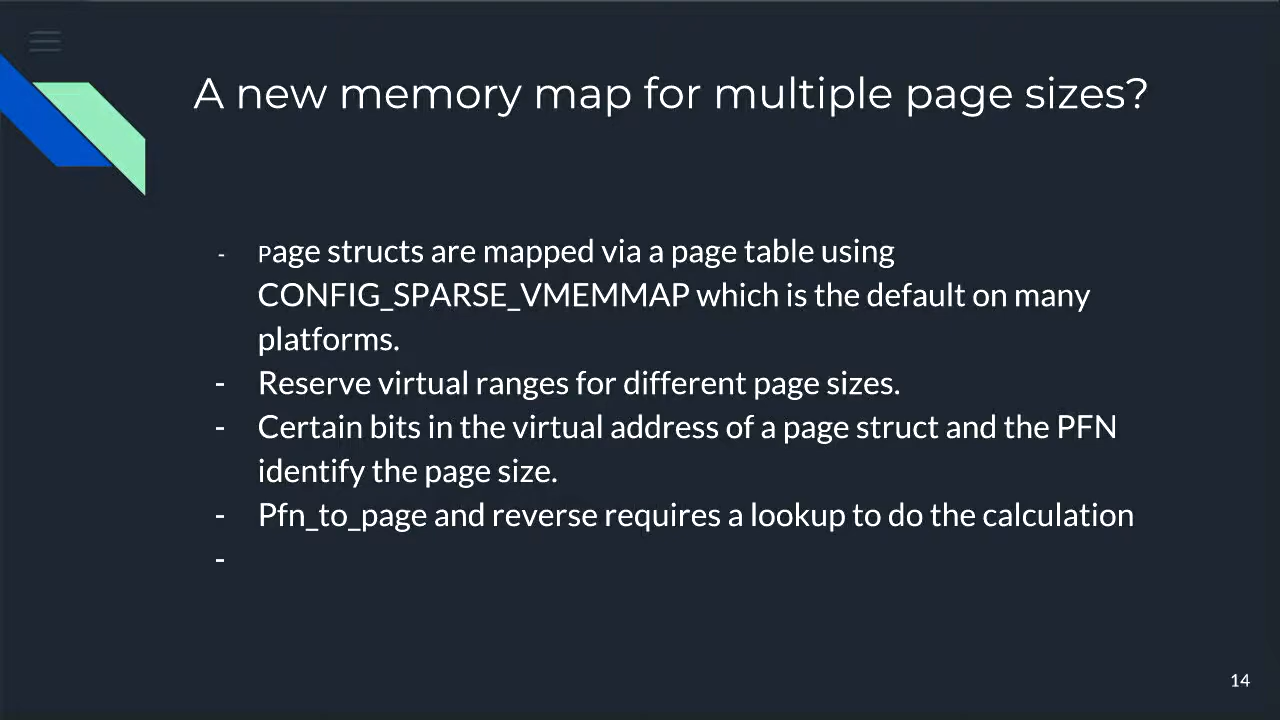 A new memory map for multiple page sizes?
- Page structs are mapped via a page table using
CONFIG_SPARSE_VMEMMAP which is the default on many
platforms.
- Reserve virtual ranges for different page sizes.
- Certain bits in the virtual address of a page struct and the PFN
identify the page size.
- Pfn_to_page and reverse requires a lookup to do the calculation
-
14